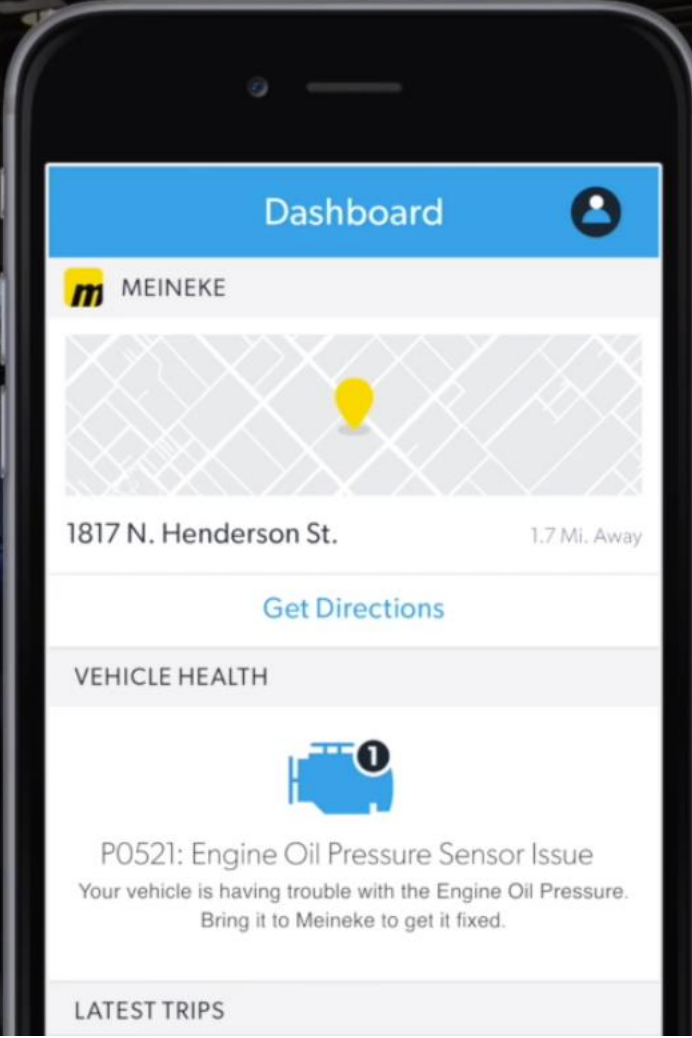 Dashboard
m MEINEKE
1817 N. Henderson St. 1.7 Mi. Away
Get Directions
VEHICLE HEALTH
1
P0521: Engine Oil Pressure Sensor Issue
Your vehicle is having trouble with the Engine Oil Pressure.
Bring it to Meineke to get it fixed.
LATEST TRIPS